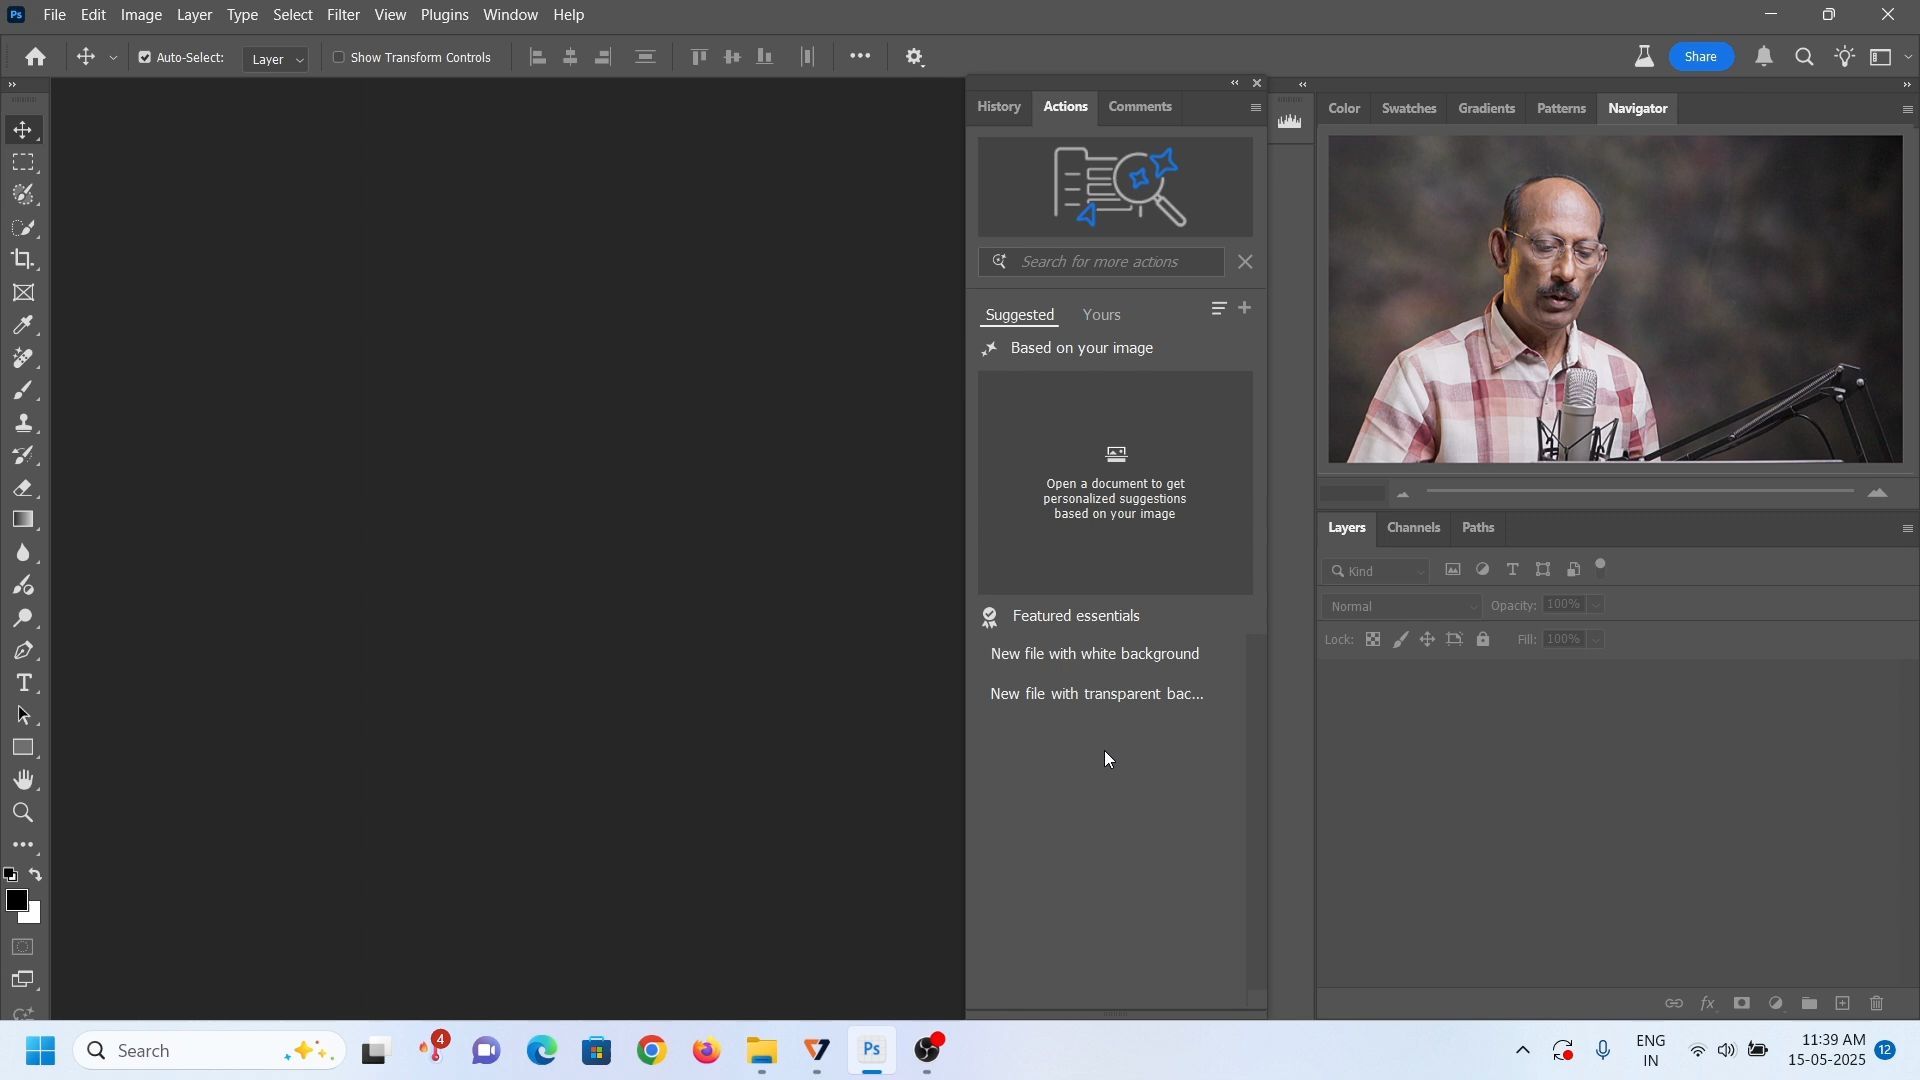 Ps File Edit Image Layer Type Select Filter View Plugins Window Help
Auto-Select: Layer Show Transform Controls Share
History Actions Comments
Color Swatches Gradients Patterns Navigator
Search for more actions
Suggested Yours
Based on your image
Open a document to get
personalized suggestions
based on your image
Featured essentials
New file with white background
New file with transparent bac...
Layers Channels Paths
Kind
Normal Opacity: 100%
Lock: Fill: 100%
Search 4 Ps ENG
IN 11:39 AM
15-05-2025 12